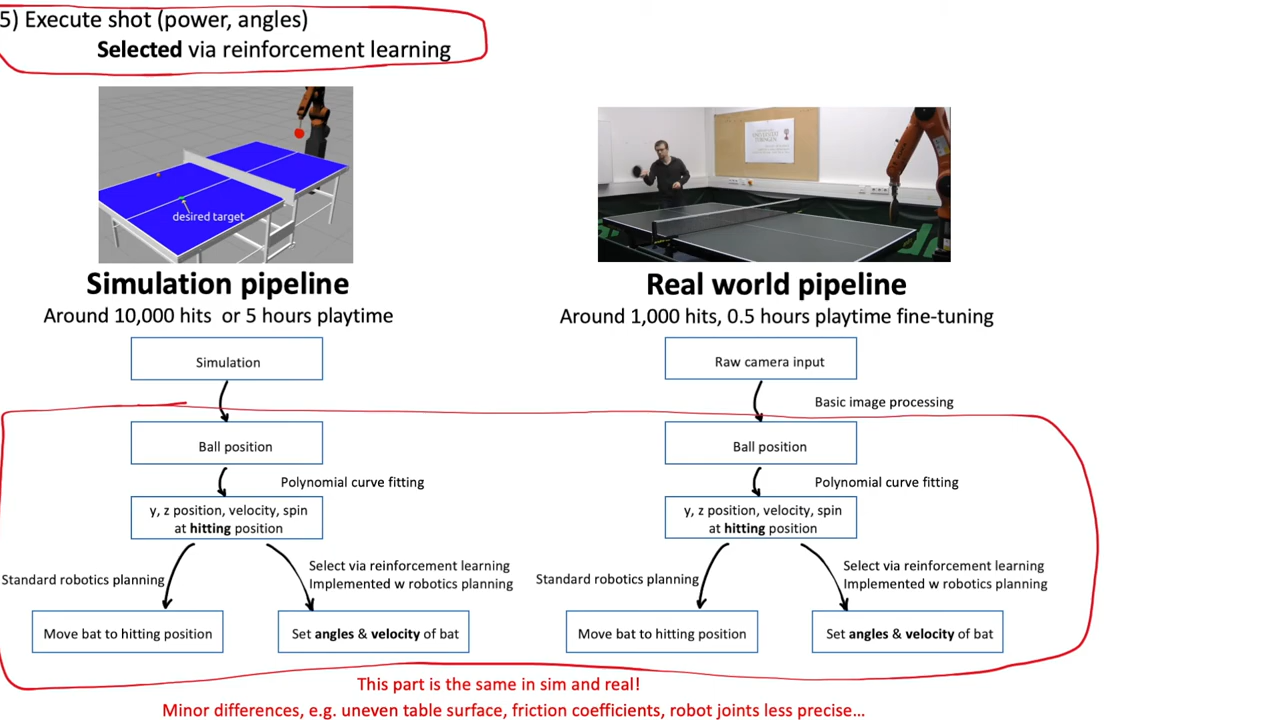 5) Execute shot (power, angles)
Selected via reinforcement learning
desired target
Simulation pipeline
Around 10,000 hits or 5 hours playtime
Simulation
Ball position
Polynomial curve fitting
y, z position, velocity, spin
at hitting position
Standard robotics planning
Select via reinforcement learning
Implemented w robotics planning
Move bat to hitting position
Set angles & velocity of bat
Real world pipeline
Around 1,000 hits, 0.5 hours playtime fine-tuning
Raw camera input
Basic image processing
Ball position
Polynomial curve fitting
y, z position, velocity, spin
at hitting position
Standard robotics planning
Select via reinforcement learning
Implemented w robotics planning
Move bat to hitting position
Set angles & velocity of bat
This part is the same in sim and real!
Minor differences, e.g. uneven table surface, friction coefficients, robot joints less precise...